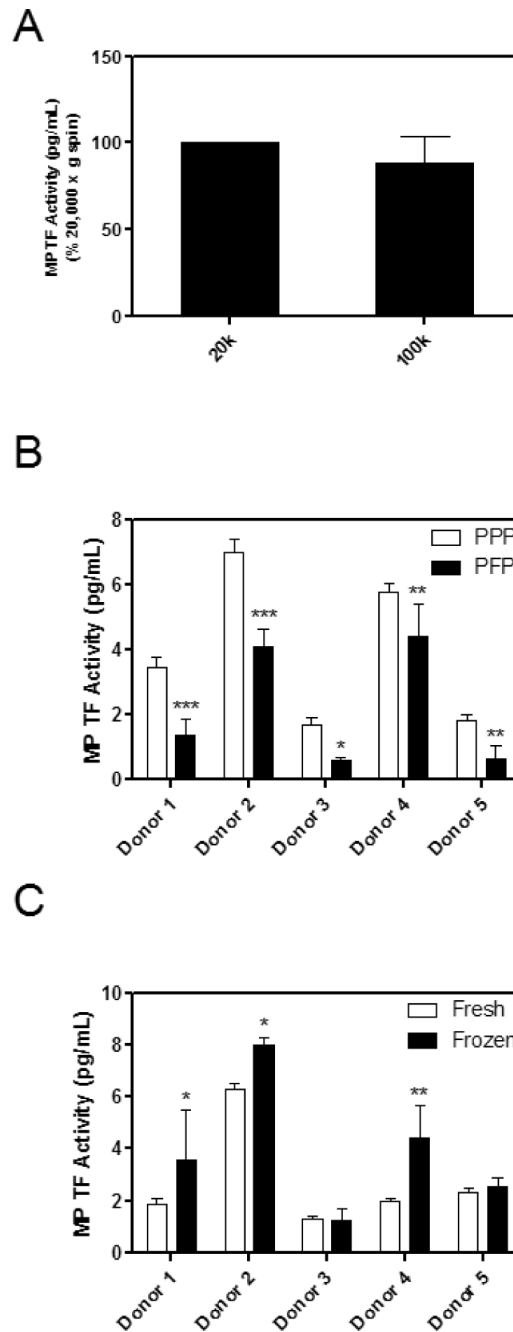 A
MPTF Activity (pg/mL)
(% 20,000 x g spin)
150
100
50
0
20k
100k
B
MP TF Activity (pg/mL)
8
6
4
2
0
PPP
PFP
***
***
*
**
**
Donor 1
Donor 2
Donor 3
Donor 4
Donor 5
C
MP TF Activity (pg/mL)
10
8
6
4
2
0
Fresh
Frozen
*
*
**
Donor 1
Donor 2
Donor 3
Donor 4
Donor 5